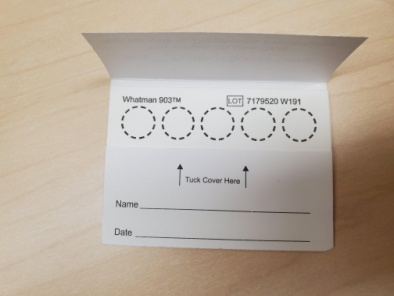 Whatman 903™ LOT 7179520 W191
Tuck Cover Here
Name
Date